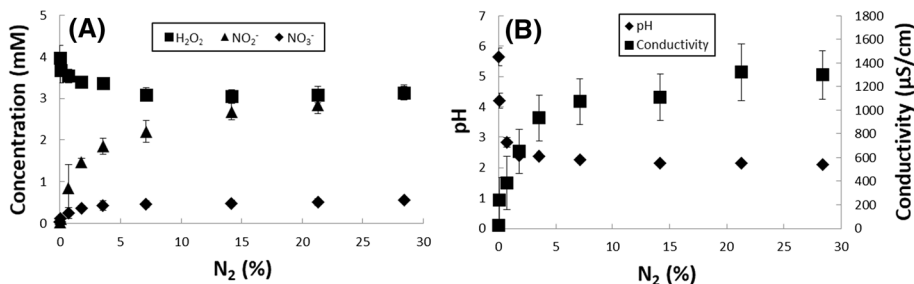 (A)
H₂O₂ NO₂⁻ NO₃⁻
Concentration (mM)
5
4
3
2
1
0
0 5 10 15 20 25 30
N₂ (%)
(B)
pH
Conductivity
pH
7
6
5
4
3
2
1
0
0 5 10 15 20 25 30
N₂ (%)
1800
1600
1400
1200
1000
800
600
400
200
0
Conductivity (μS/cm)